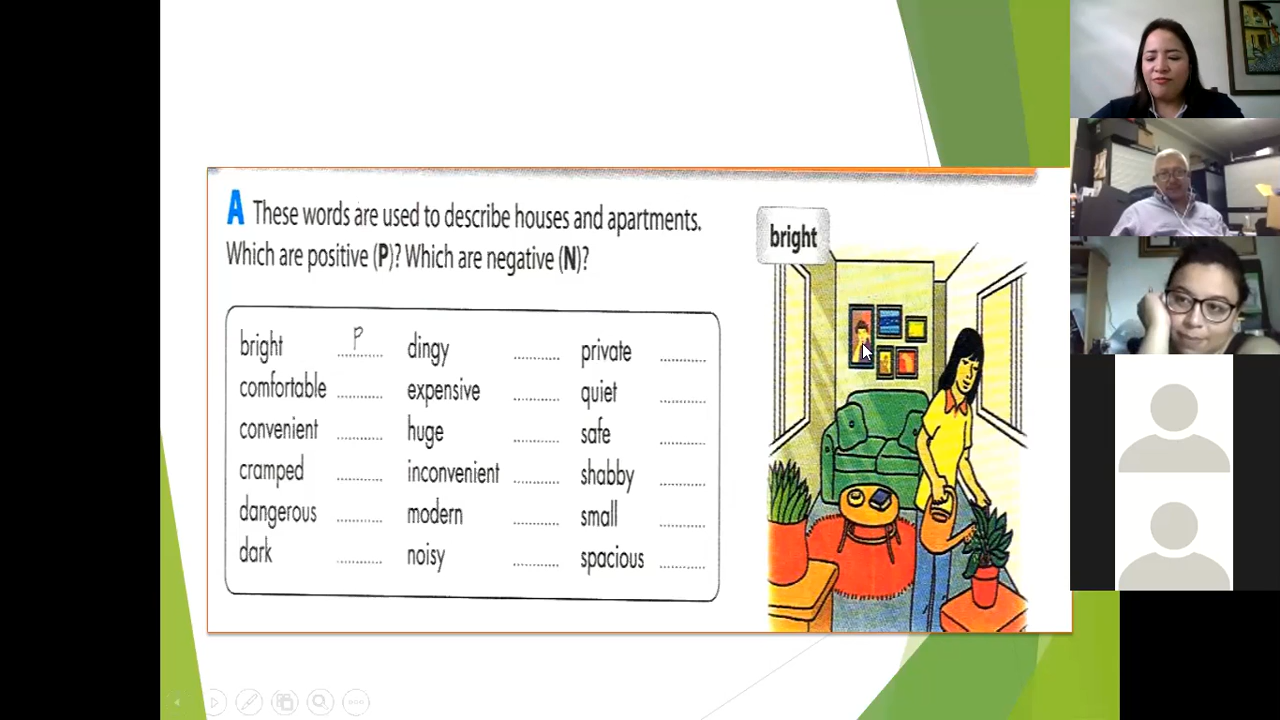 A These words are used to describe houses and apartments.
Which are positive (P)? Which are negative (N)?
bright
bright P dingy ........ private ........
comfortable ........ expensive ........ quiet ........
convenient ........ huge ........ safe ........
cramped ........ inconvenient ........ shabby ........
dangerous ........ modern ........ small ........
dark ........ noisy ........ spacious ........